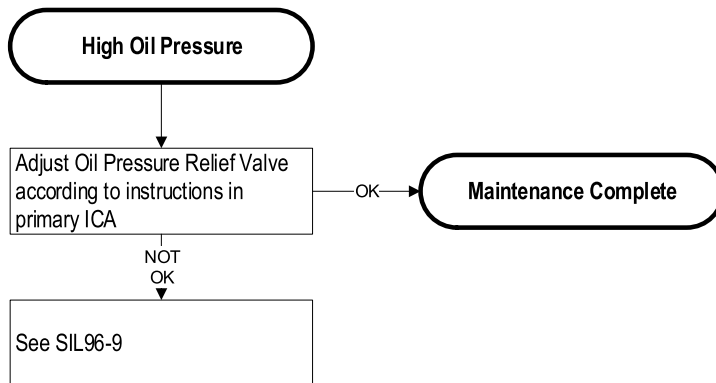 High Oil Pressure
Adjust Oil Pressure Relief Valve
according to instructions in
primary ICA
OK
Maintenance Complete
NOT
OK
See SIL96-9